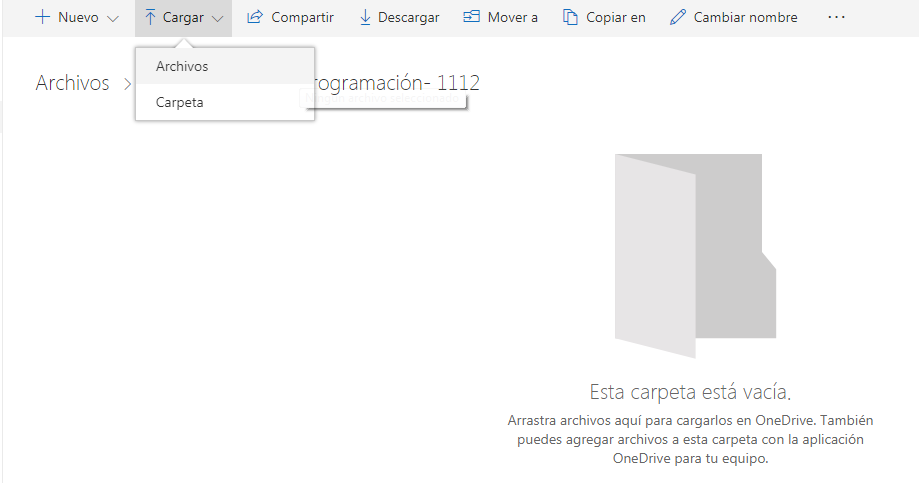 Nuevo Cargar Compartir Descargar Mover a Copiar en Cambiar nombre ...
Archivos
Carpeta
Archivos > rogramación- 1112
Esta carpeta está vacía.
Arrastra archivos aquí para cargarlos en OneDrive. También
puedes agregar archivos a esta carpeta con la aplicación
OneDrive para tu equipo.